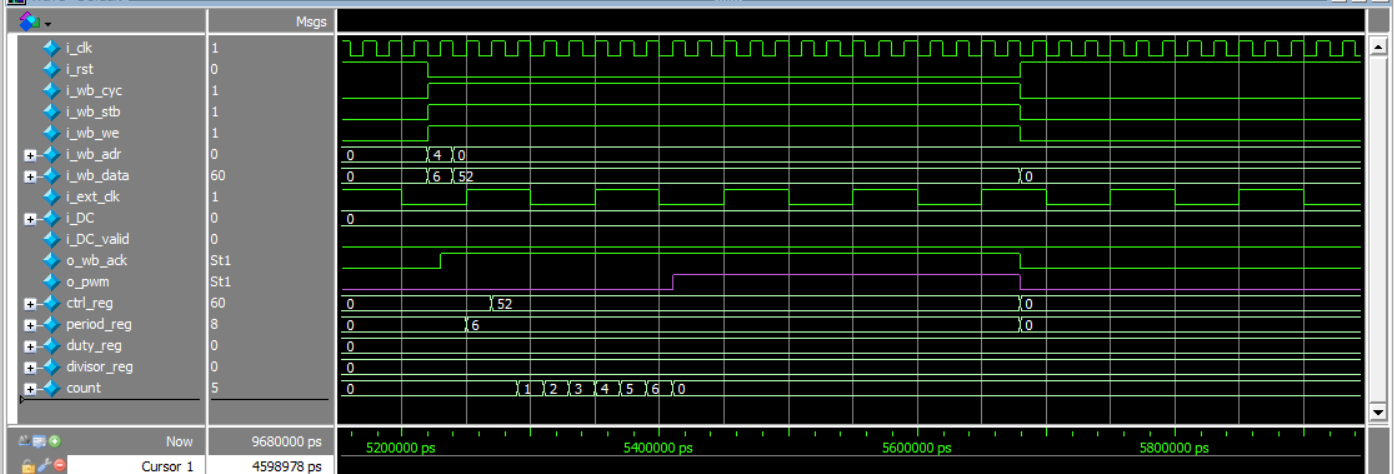 Msgs
i_clk 1
i_rst 0
i_wb_cyc 1
i_wb_stb 1
i_wb_we 1
i_wb_adr 0 0 4 0
i_wb_data 60 0 6 52 0
i_ext_clk 1
i_DC 0 0
i_DC_valid 0
o_wb_ack St1
o_pwm St1
ctrl_reg 60 0 52 0
period_reg 8 0 6 0
duty_reg 0 0
divisor_reg 0 0
count 5 0 1 2 3 4 5 6 0
Now 9680000 ps 5200000 ps 5400000 ps 5600000 ps 5800000 ps
Cursor 1 4598978 ps